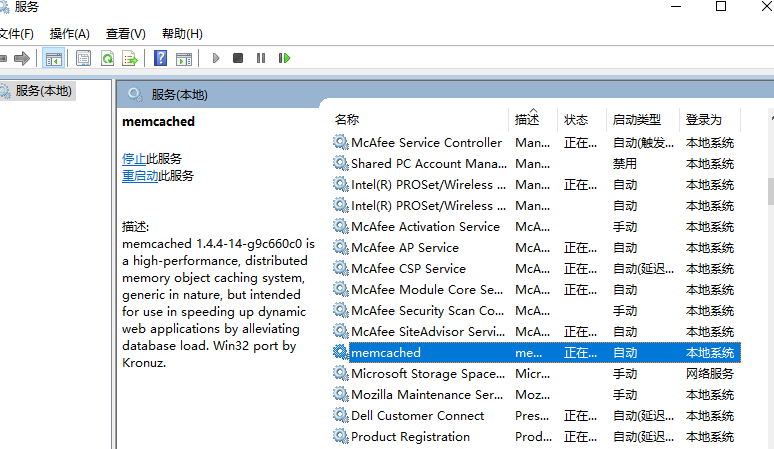 服务
文件(F) 操作(A) 查看(V) 帮助(H)
服务(本地)
服务(本地)
memcached
停止此服务
重启动此服务
描述:
memcached 1.4.4-14-g9c660c0 is
a high-performance, distributed
memory object caching system,
generic in nature, but intended
for use in speeding up dynamic
web applications by alleviating
database load. Win32 port by
Kronuz.
名称 描述 状态 启动类型 登录为
McAfee Service Controller Man... 正在... 自动(触发... 本地系统
Shared PC Account Mana... Man... 禁用 本地系统
Intel(R) PROSet/Wireless ... Man... 正在... 自动 本地系统
Intel(R) PROSet/Wireless ... Man... 自动 本地系统
McAfee Activation Service McA... 手动 本地系统
McAfee AP Service McA... 正在... 自动 本地系统
McAfee CSP Service McA... 正在... 自动(延迟... 本地系统
McAfee Module Core Se... McA... 正在... 自动 本地系统
McAfee Security Scan Co... McA... 手动 本地系统
McAfee SiteAdvisor Servi... McA... 正在... 自动 本地系统
memcached me... 正在... 自动 本地系统
Microsoft Storage Space... Micr... 手动 网络服务
Mozilla Maintenance Ser... Moz... 手动 本地系统
Dell Customer Connect Pres... 正在... 自动(延迟... 本地系统
Product Registration Prod... 正在... 自动(延迟... 本地系统